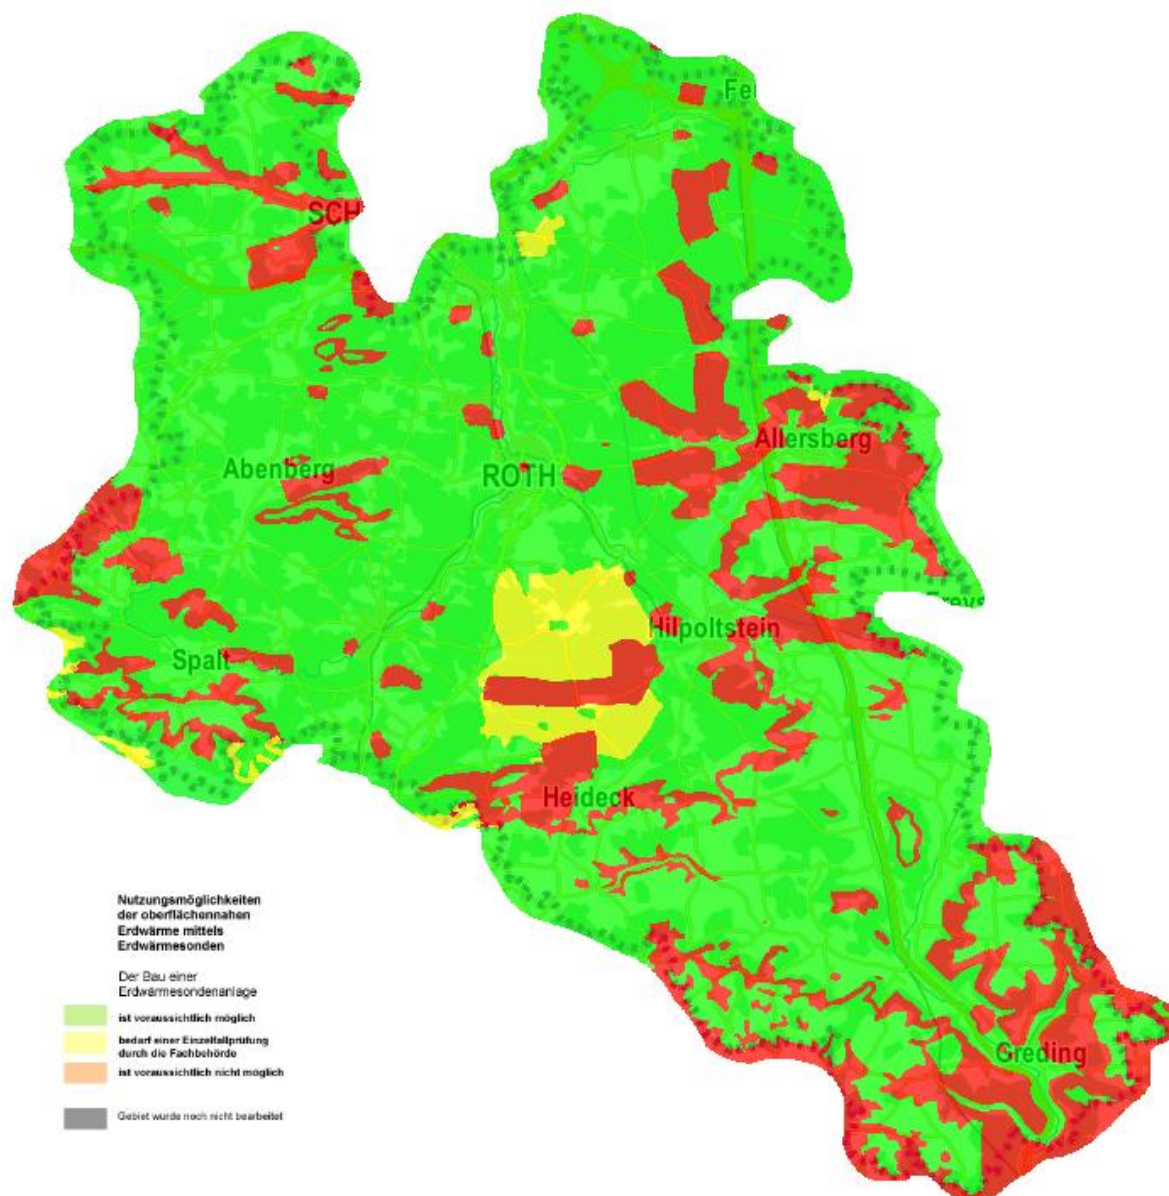 Fe
SCH
Allersberg
Abenberg
ROTH
Hilpoltstein
Spalt
Heideck
Greding
Nutzungsmöglichkeiten
der oberflächennahen
Erdwärme mittels
Erdwärmesonden
Der Bau einer
Erdwärmesondenanlage
ist voraussichtlich möglich
bedarf einer Einzelfallprüfung
durch die Fachbehörde
ist voraussichtlich nicht möglich
Gebiet wurde noch nicht bearbeitet